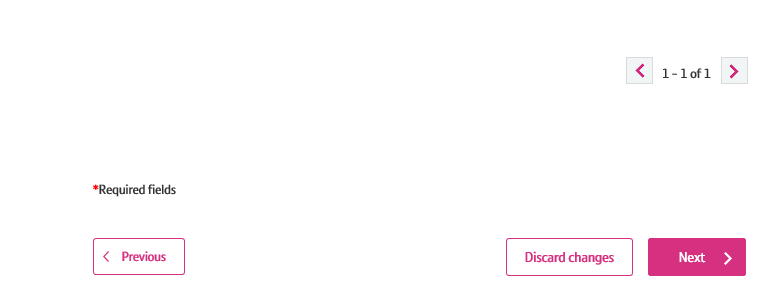 1 - 1 of 1
*Required fields
Previous
Discard changes
Next